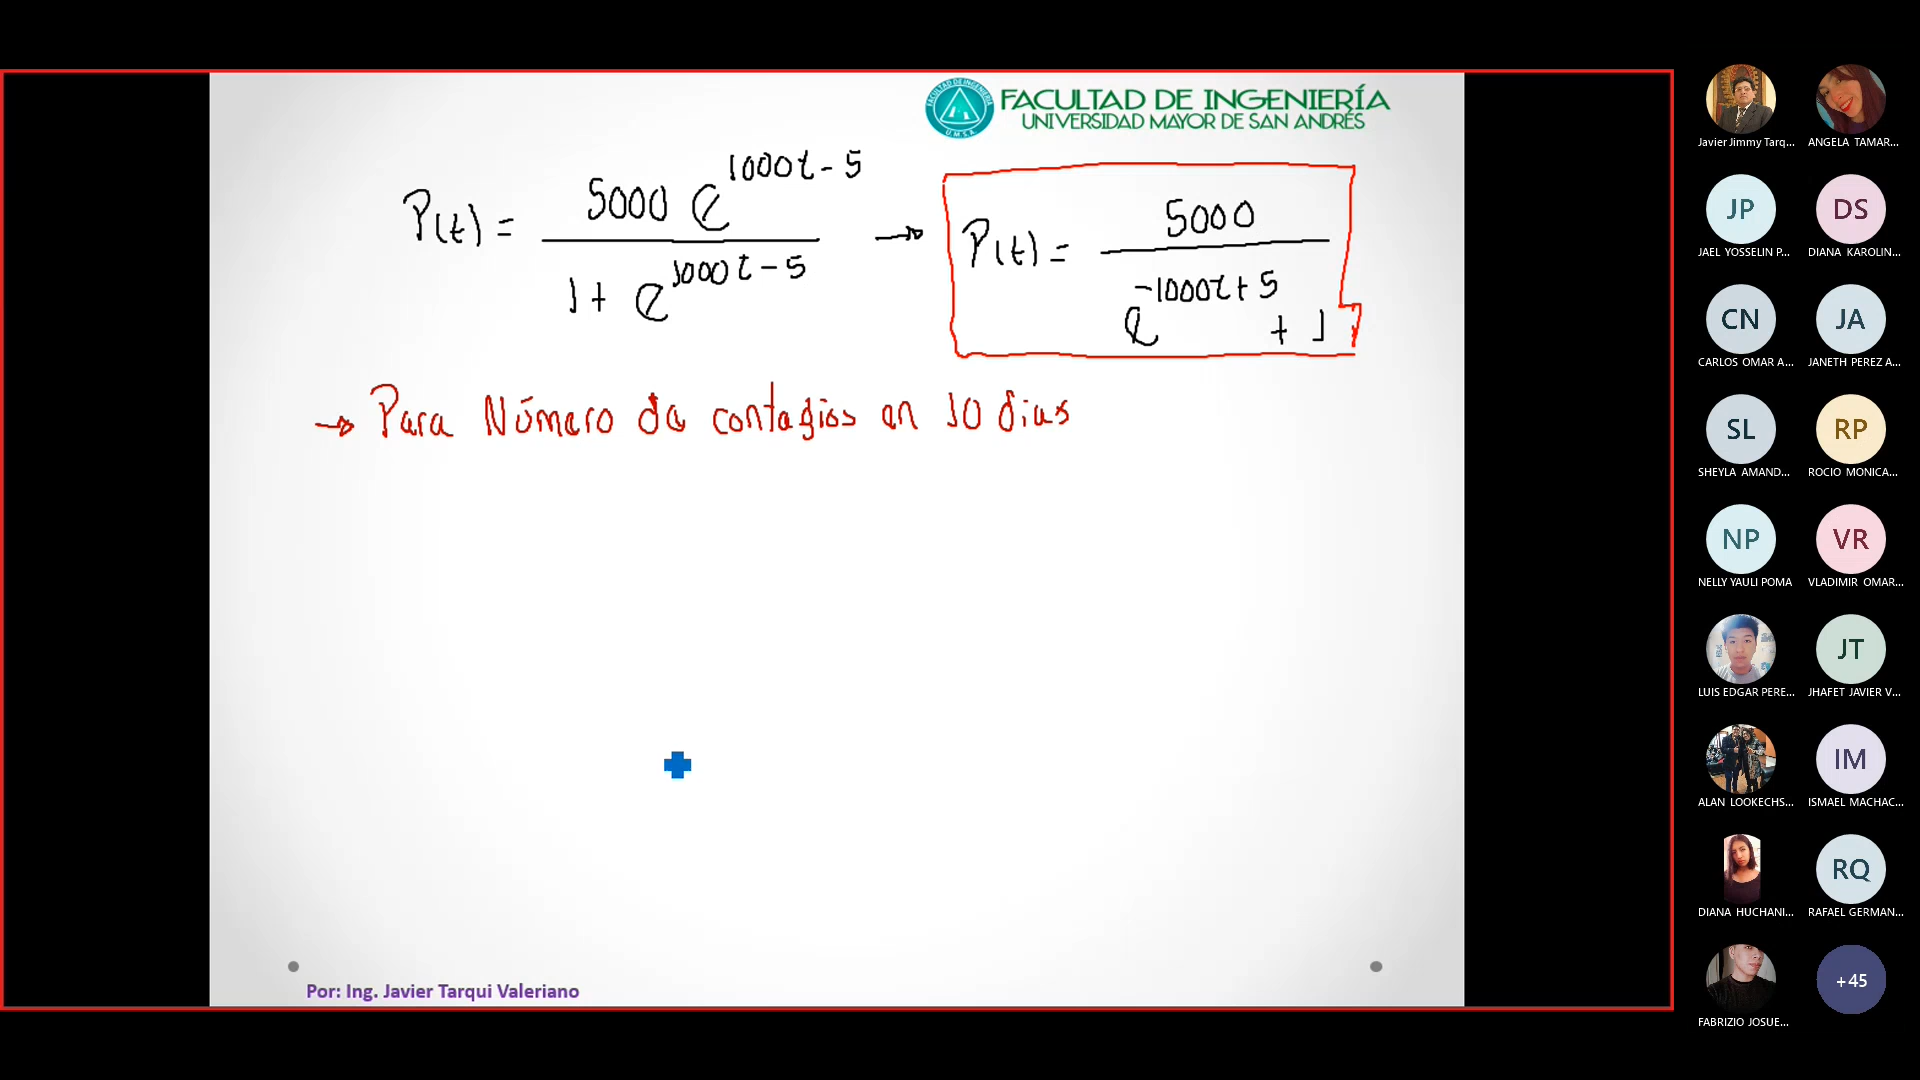 FACULTAD DE INGENIERÍA
UNIVERSIDAD MAYOR DE SAN ANDRÉS
FACULTAD DE INGENIERIA
U.M.S.A.
P(t) = 5000 e^(1000t - 5) / 1 + e^(1000t - 5) → P(t) = 5000 / e^(-1000t + 5) + 1
→ Para Número de contagios en 10 dias
Por: Ing. Javier Tarqui Valeriano
Javier Jimmy Tarq...
ANGELA TAMAR...
JP
DS
JAEL YOSSELIN P...
DIANA KAROLIN...
CN
JA
CARLOS OMAR A...
JANETH PEREZ A...
SL
RP
SHEYLA AMAND...
ROCIO MONICA...
NP
VR
NELLY YAULI POMA
VLADIMIR OMAR...
JT
LUIS EDGAR PERE...
JHAFET JAVIER V...
IM
ALAN LOOKECHS...
ISMAEL MACHAC...
RQ
DIANA HUCHANI...
RAFAEL GERMAN...
+45
FABRIZIO JOSUE...